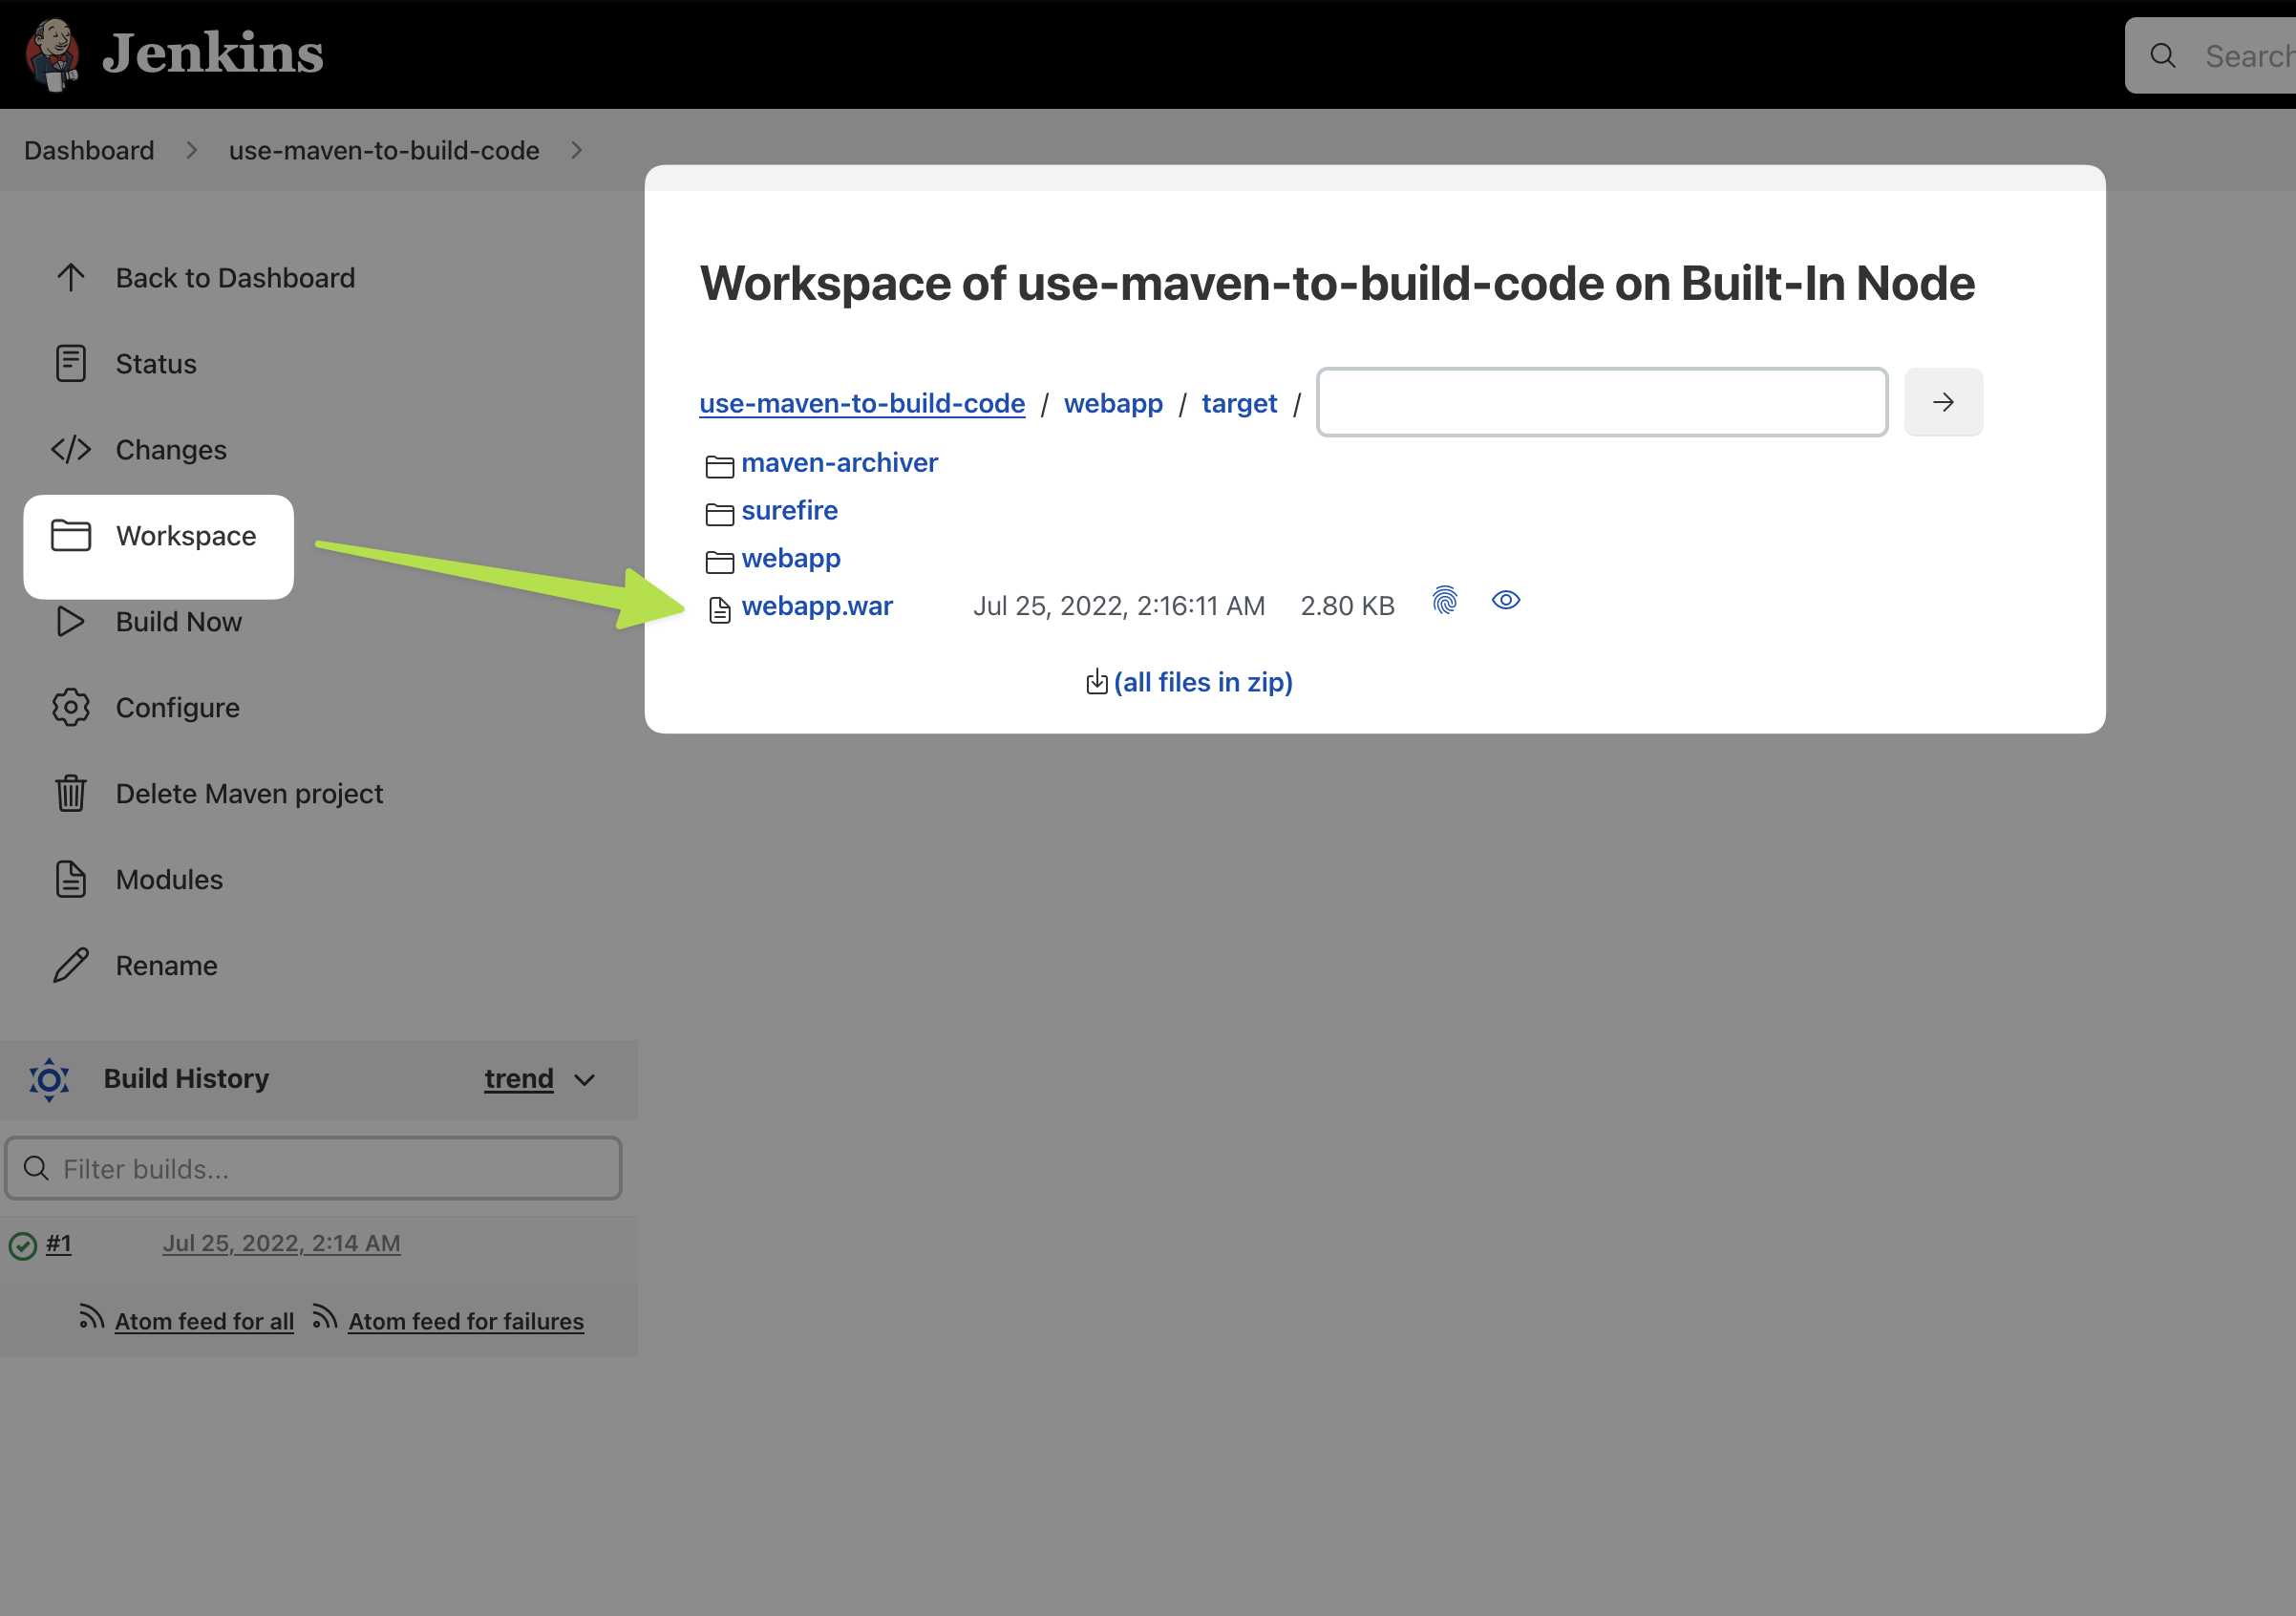 Jenkins
Search
Dashboard > use-maven-to-build-code >
Back to Dashboard
Status
Changes
Workspace
Build Now
Configure
Delete Maven project
Modules
Rename
Build History trend
Filter builds...
#1 Jul 25, 2022, 2:14 AM
Atom feed for all Atom feed for failures
Workspace of use-maven-to-build-code on Built-In Node
use-maven-to-build-code / webapp / target /
maven-archiver
surefire
webapp
webapp.war Jul 25, 2022, 2:16:11 AM 2.80 KB
(all files in zip)